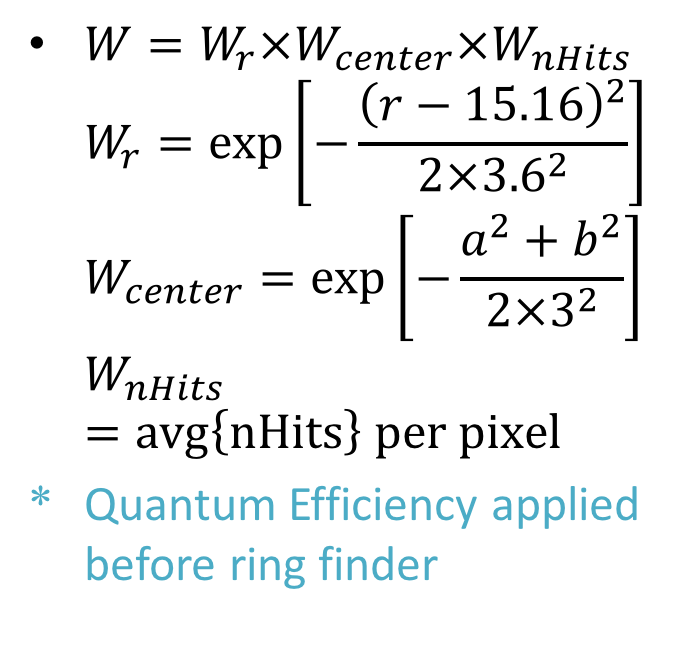 • W = W_r×W_center×W_nHits
W_r = exp[−(r − 15.16)²/(2×3.6²)]
W_center = exp[−(a² + b²)/(2×3²)]
W_nHits
= avg{nHits} per pixel
* Quantum Efficiency applied
before ring finder